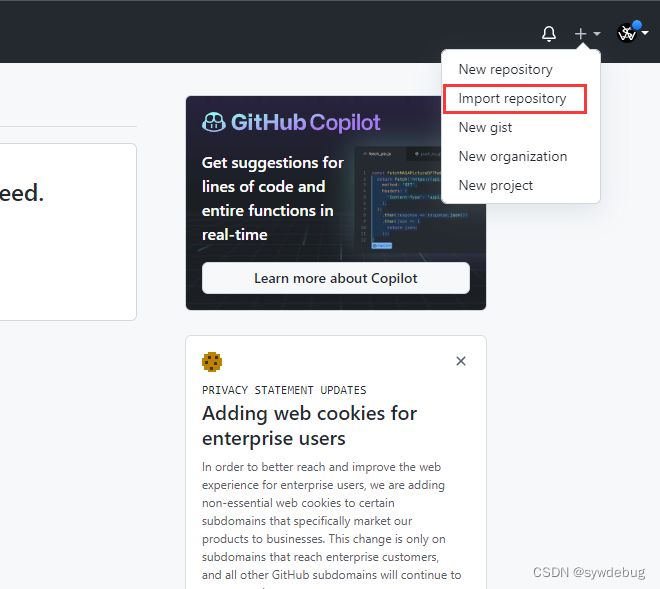 New repository
Import repository
New gist
New organization
New project
eed.
GitHub Copilot
Get suggestions for
lines of code and
entire functions in
real-time
Learn more about Copilot
PRIVACY STATEMENT UPDATES
Adding web cookies for
enterprise users
In order to better reach and improve the web
experience for enterprise users, we are adding
non-essential web cookies to certain
subdomains that specifically market our
products to businesses. This change is only on
subdomains that reach enterprise customers,
and all other GitHub subdomains will continue to
CSDN @sywdebug